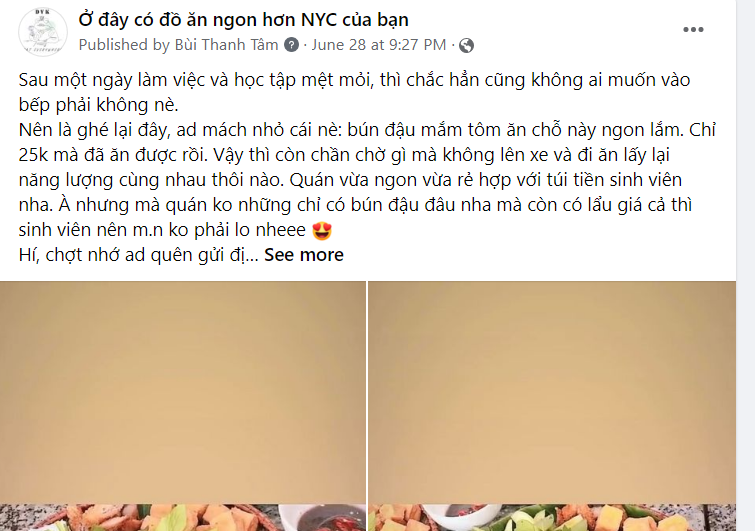 DVK
Ở đây có đồ ăn ngon hơn NYC của bạn
Published by Bùi Thanh Tâm · June 28 at 9:27 PM ·
Sau một ngày làm việc và học tập mệt mỏi, thì chắc hẳn cũng không ai muốn vào
bếp phải không nè.
Nên là ghé lại đây, ad mách nhỏ cái nè: bún đậu mắm tôm ăn chỗ này ngon lắm. Chỉ
25k mà đã ăn được rồi. Vậy thì còn chần chờ gì mà không lên xe và đi ăn lấy lại
năng lượng cùng nhau thôi nào. Quán vừa ngon vừa rẻ hợp với túi tiền sinh viên
nha. À nhưng mà quán ko những chỉ có bún đậu đâu nha mà còn có lẩu giá cả thì
sinh viên nên m.n ko phải lo nheee 😍
Hí, chợt nhớ ad quên gửi đị... See more